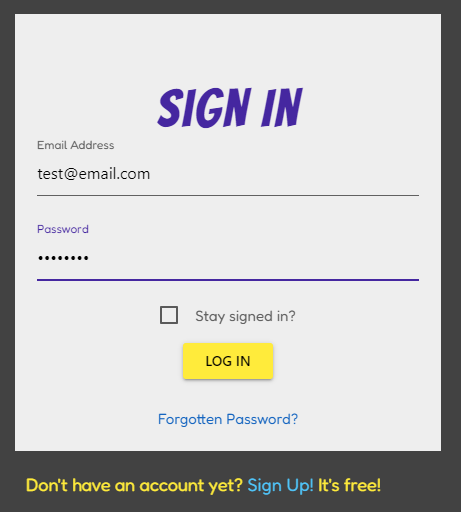 SIGN IN
Email Address
test@email.com
Password
••••••••
Stay signed in?
LOG IN
Forgotten Password?
Don't have an account yet? Sign Up! It's free!